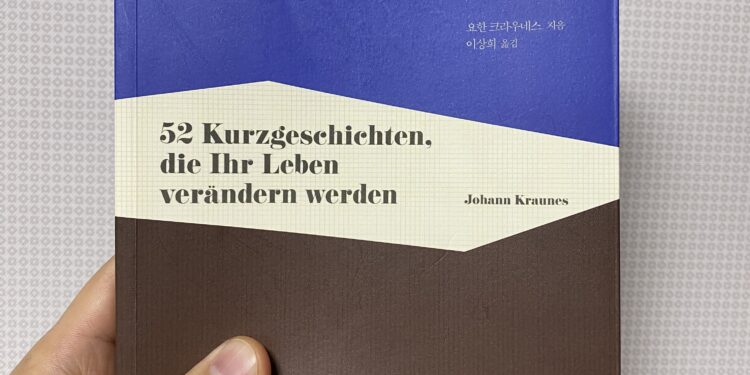 요한 크라우네스 지음
이상희 옮김
52 Kurzgeschichten,
die Ihr Leben
verändern werden
Johann Kraunes